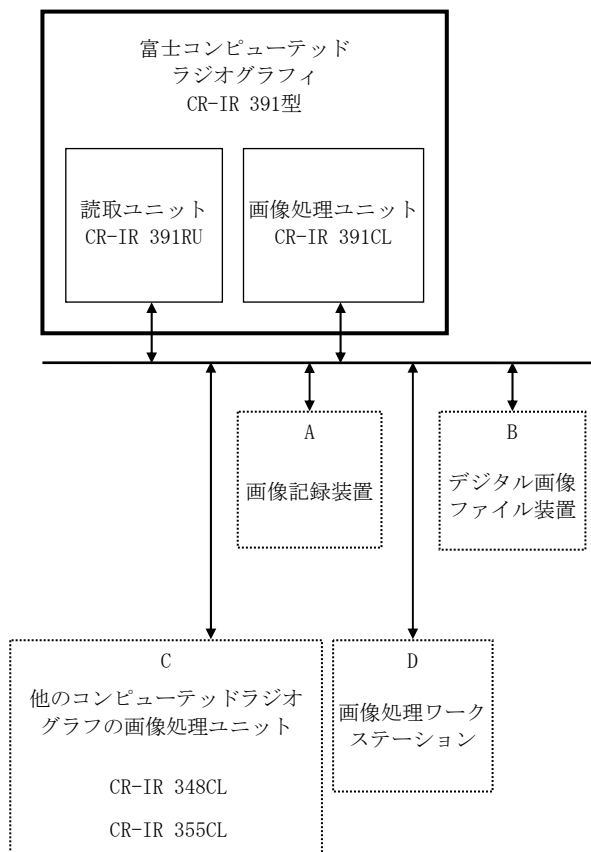 富士コンピューテッド
ラジオグラフィ
CR-IR 391型
読取ユニット
CR-IR 391RU
画像処理ユニット
CR-IR 391CL
A
画像記録装置
B
デジタル画像
ファイル装置
C
他のコンピューテッドラジオ
グラフの画像処理ユニット
CR-IR 348CL
CR-IR 355CL
D
画像処理ワーク
ステーション